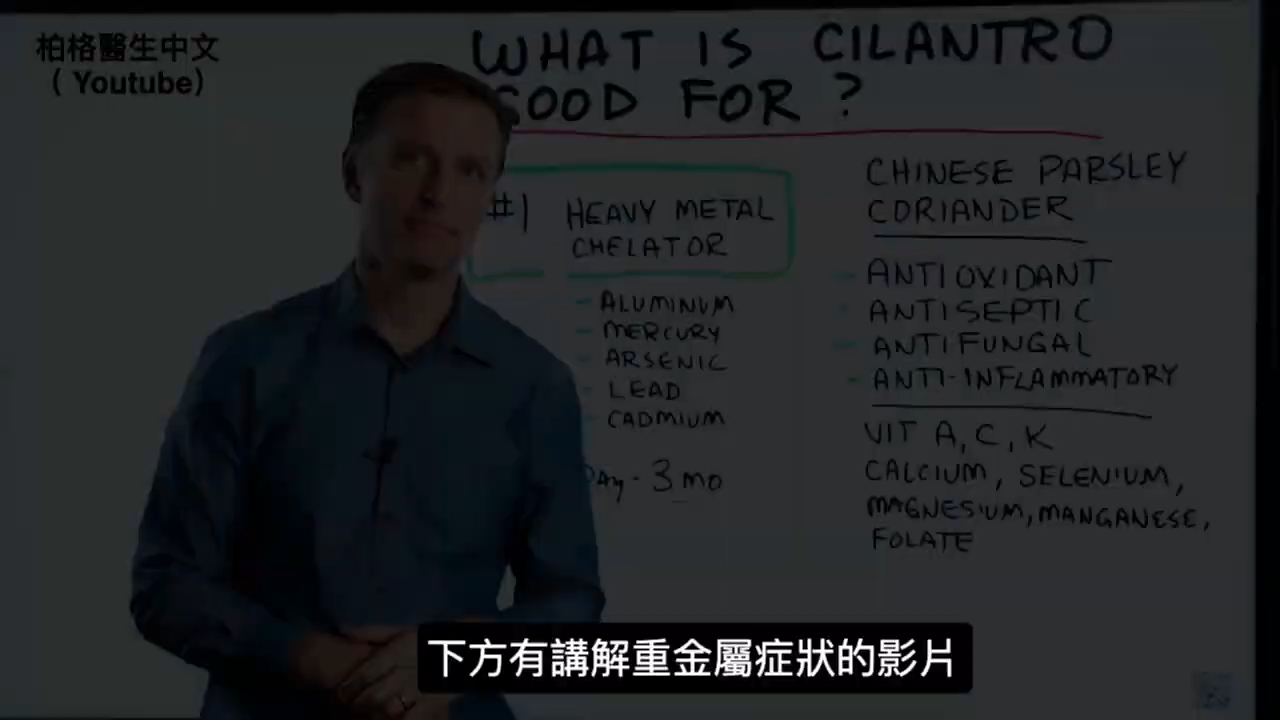 柏格醫生中文
( Youtube)
WHAT IS CILANTRO
GOOD FOR ?
#1 HEAVY METAL
CHELATOR
- ALUMINUM
- MERCURY
- ARSENIC
- LEAD
- CADMIUM
DAy - 3 mo
CHINESE PARSLEY
CORIANDER
- ANTIOXIDANT
- ANTISEPTIC
- ANTIFUNGAL
- ANTI-INFLAMMATORY
VIT A, C, K
CALCIUM, SELENIUM,
MAGNESIUM, MANGANESE,
FOLATE
下方有講解重金屬症狀的影片